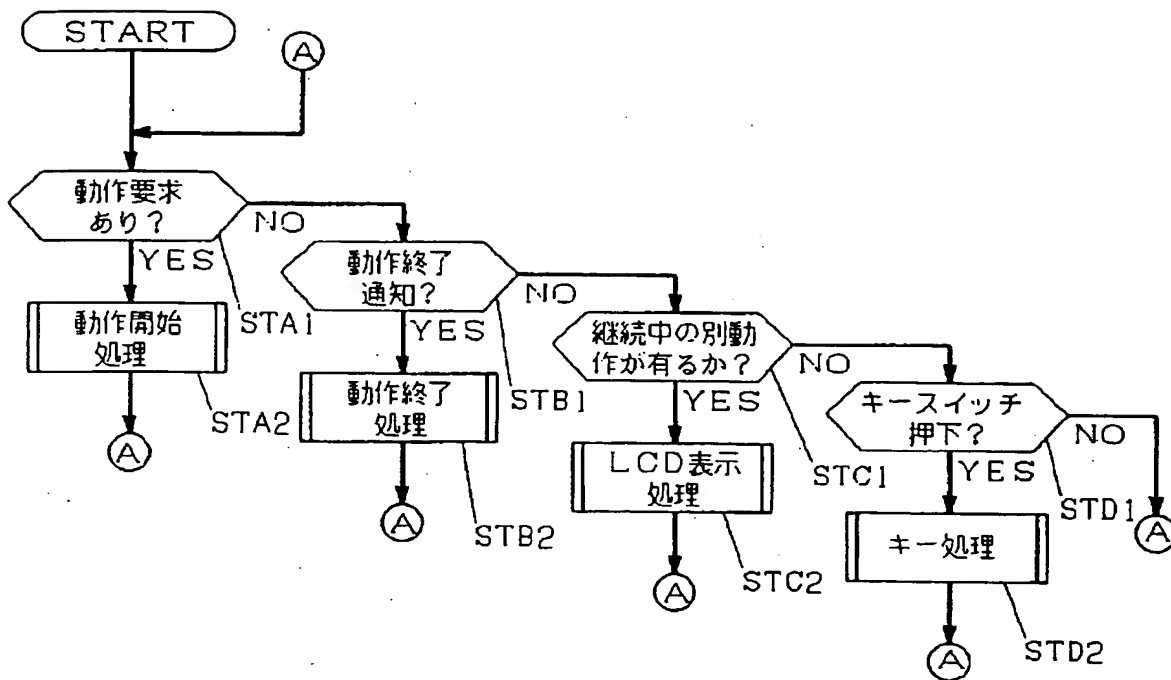 START
A
動作要求
あり?
NO
YES
STA1
動作開始
処理
STA2
A
動作終了
通知?
NO
YES
STB1
動作終了
処理
STB2
A
継続中の別動
作が有るか?
NO
YES
STC1
LCD表示
処理
STC2
A
キースイッチ
押下?
NO
YES
STD1
A
キー処理
STD2
A